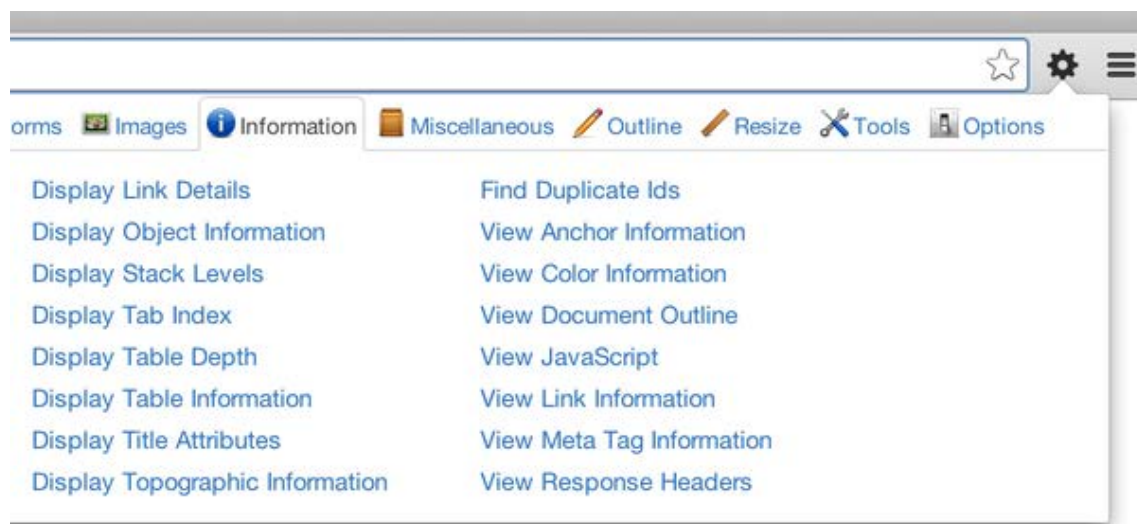 orms Images Information Miscellaneous Outline Resize Tools Options
Display Link Details
Display Object Information
Display Stack Levels
Display Tab Index
Display Table Depth
Display Table Information
Display Title Attributes
Display Topographic Information
Find Duplicate Ids
View Anchor Information
View Color Information
View Document Outline
View JavaScript
View Link Information
View Meta Tag Information
View Response Headers